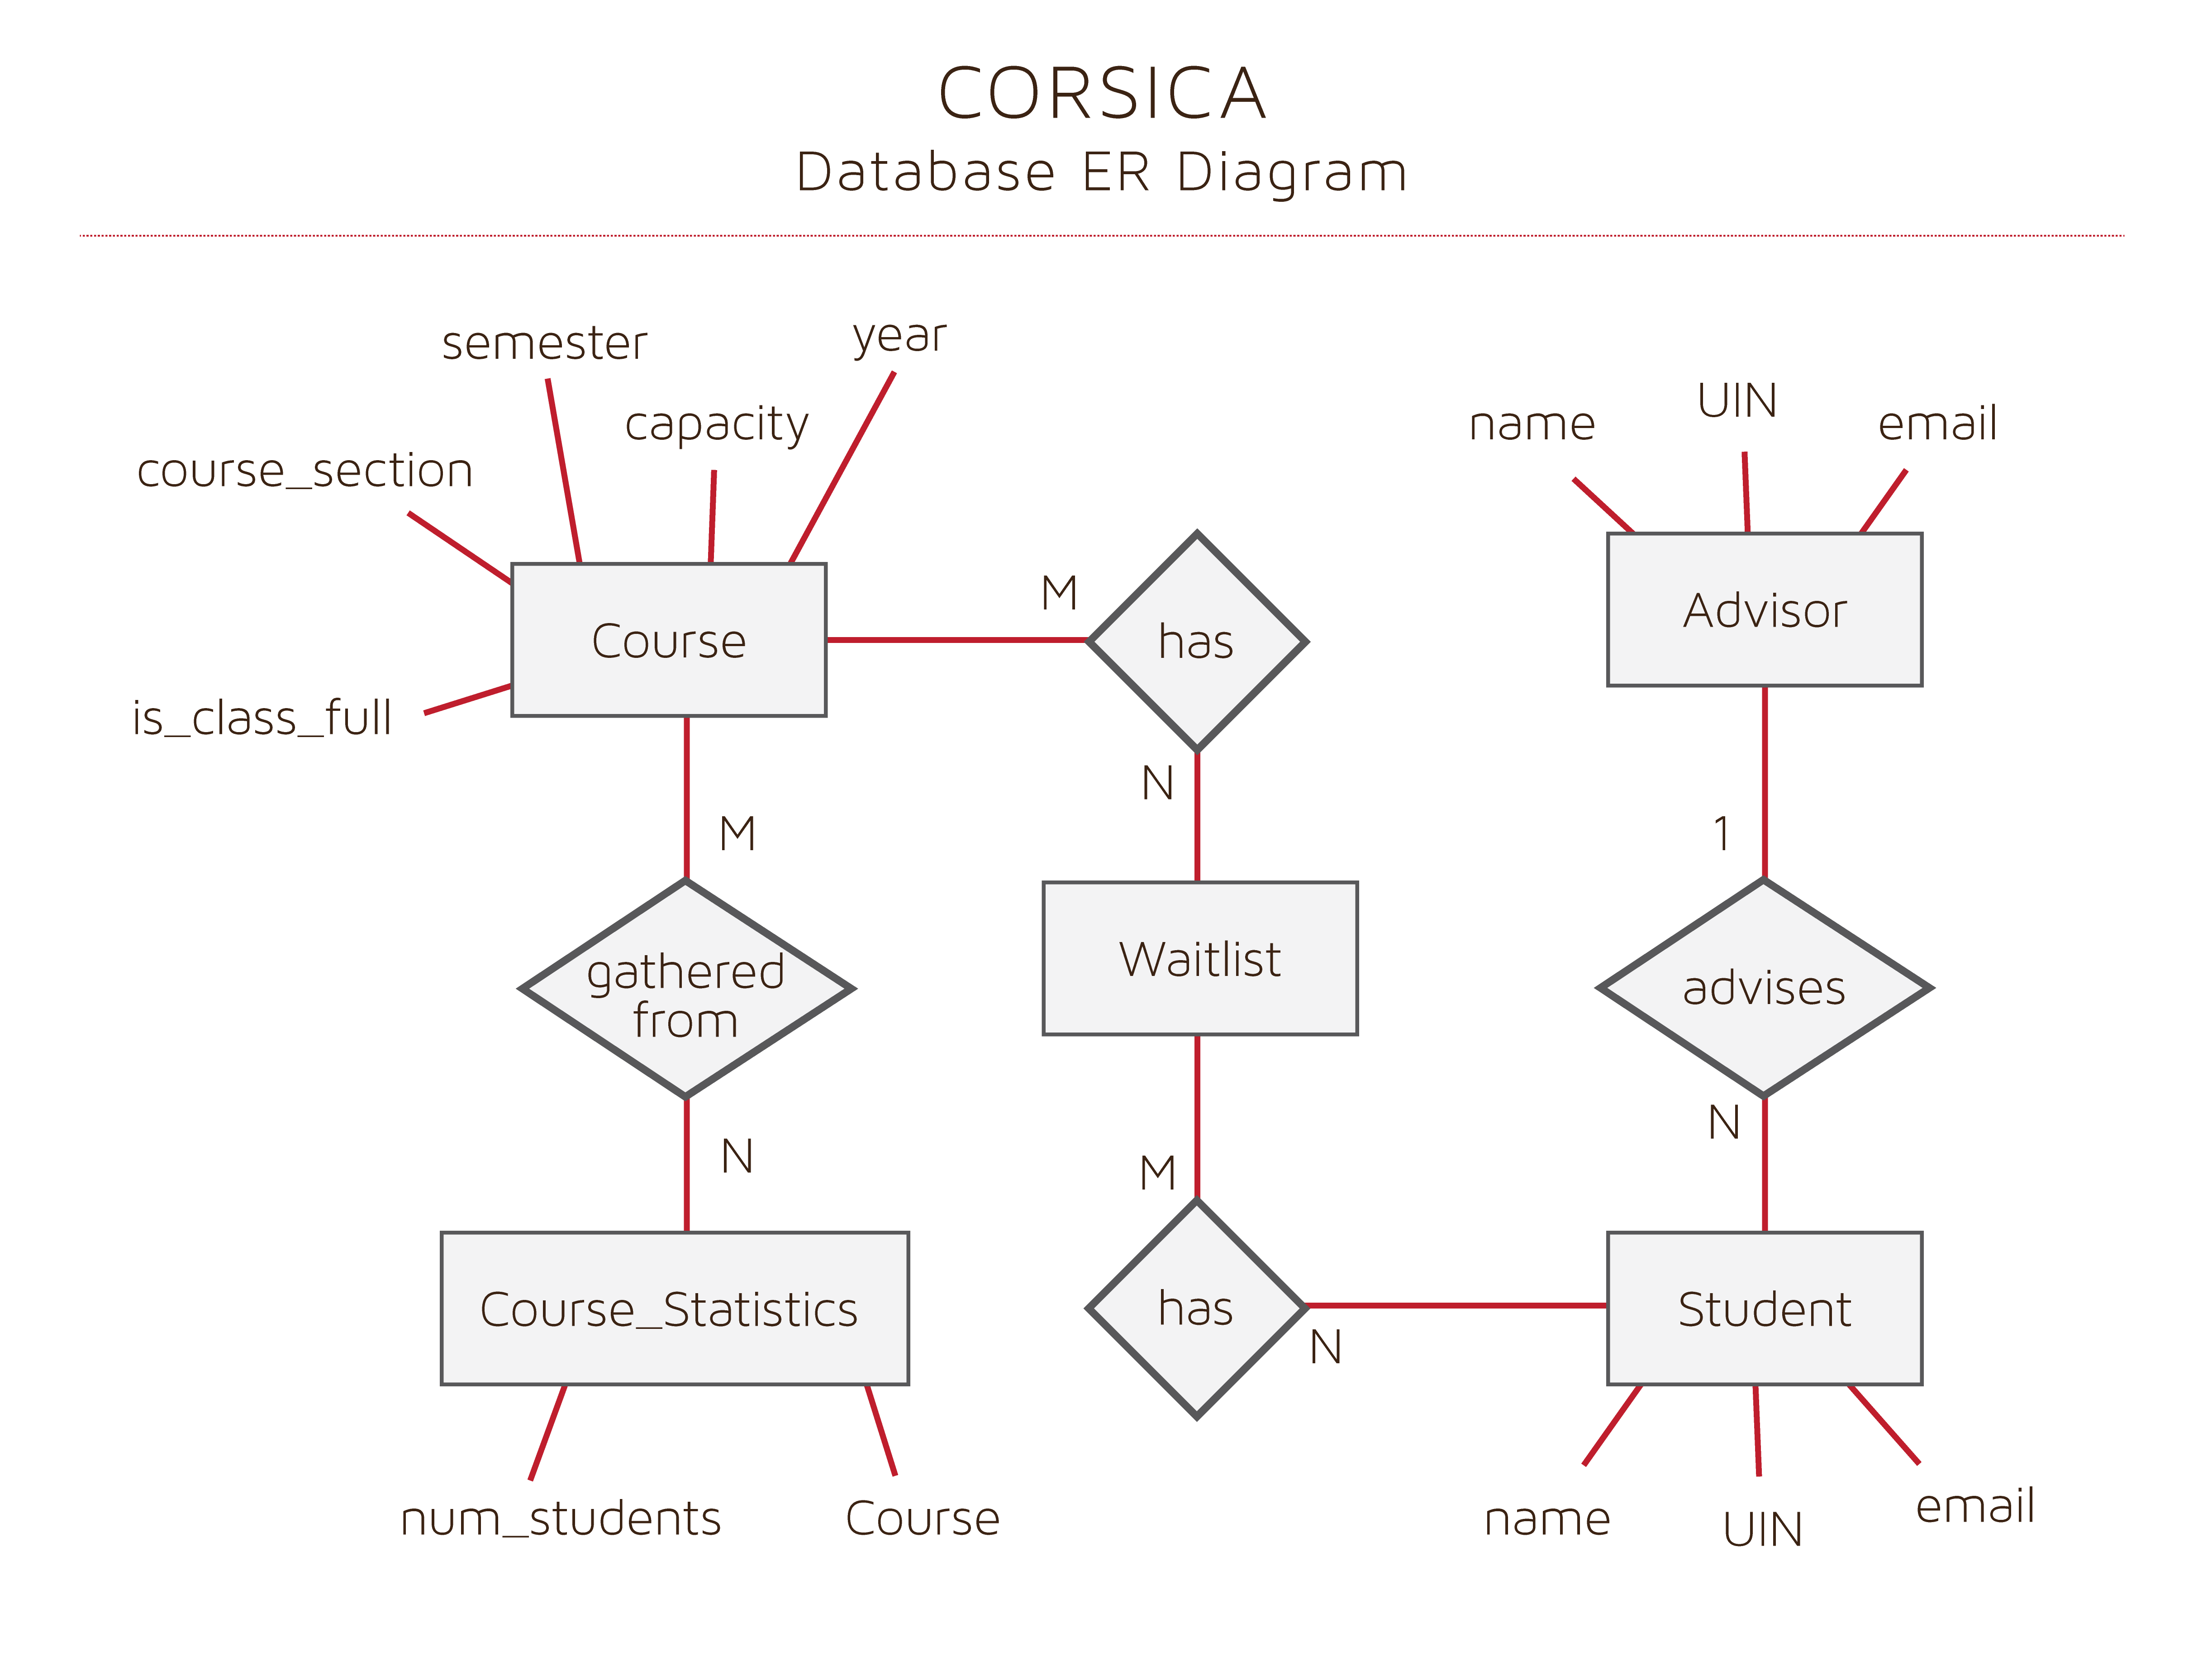 CORSICA
Database ER Diagram
semester
year
capacity
course_section
name
UIN
email
Course
M
has
Advisor
is_class_full
N
M
1
gathered
from
Waitlist
advises
N
M
N
Course_Statistics
has
N
Student
num_students
Course
name
UIN
email